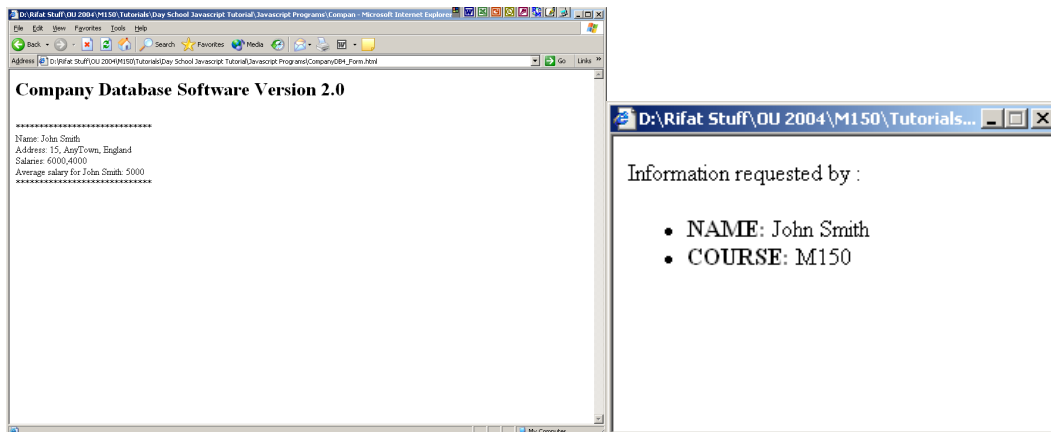 D:\Rifat Stuff\OU 2004\M150\Tutorials\Day School Javascript Tutorial\Javascript Programs\Compan - Microsoft Internet Explorer
File Edit View Favorites Tools Help
Back Search Favorites Media
Address D:\Rifat Stuff\OU 2004\M150\Tutorials\Day School Javascript Tutorial\Javascript Programs\CompanyDB4_Form.html Go Links »
Company Database Software Version 2.0
****************************
Name: John Smith
Address: 15, AnyTown, England
Salaries: 6000,4000
Average salary for John Smith: 5000
****************************
My Computer
D:\Rifat Stuff\OU 2004\M150\Tutorials...
Information requested by :
• NAME: John Smith
• COURSE: M150